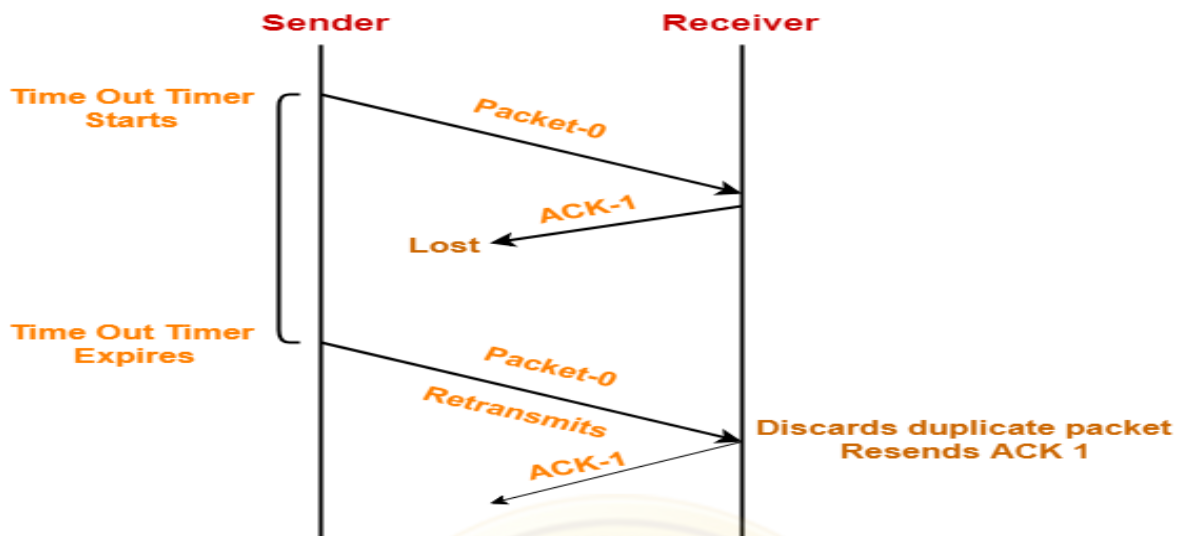 Sender
Receiver
Time Out Timer
Starts
Packet-0
ACK-1
Lost
Time Out Timer
Expires
Packet-0
Retransmits
Discards duplicate packet
Resends ACK 1
ACK-1